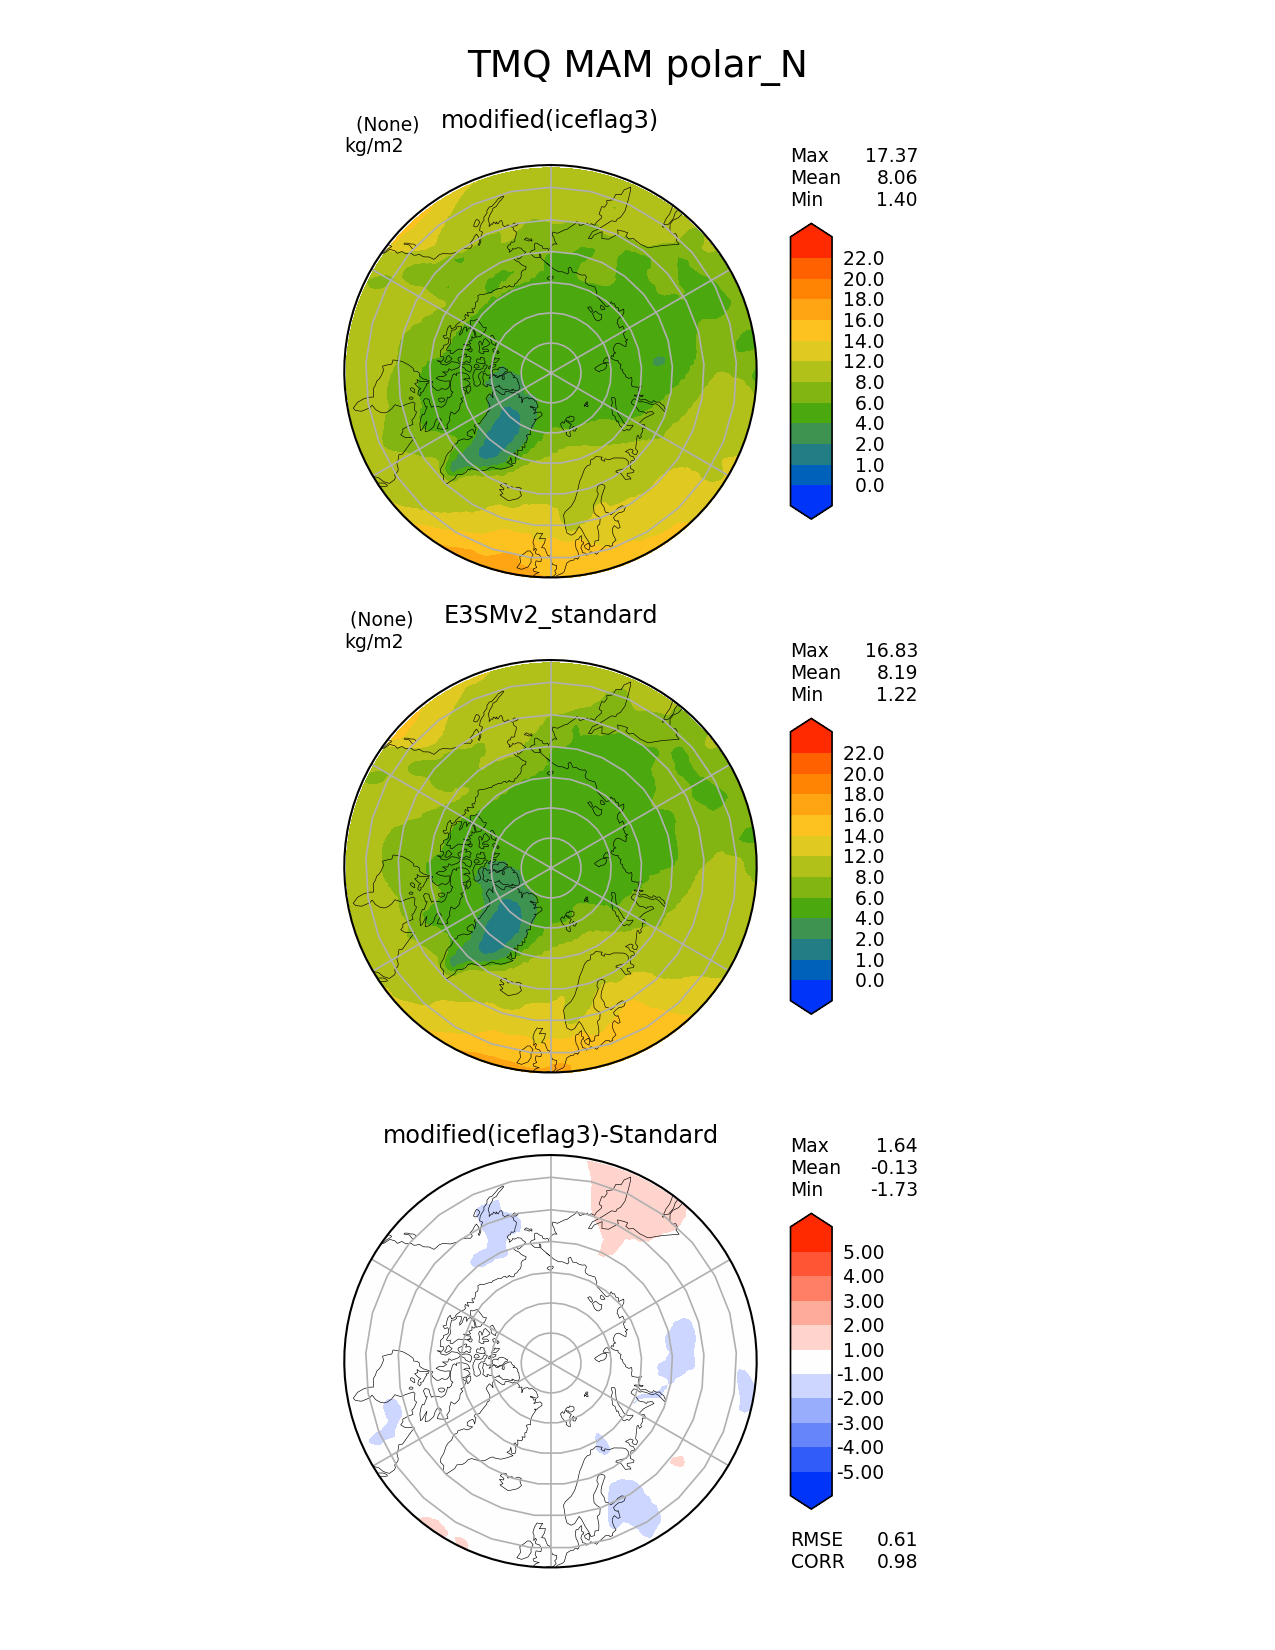 TMQ MAM polar_N
(None)
modified(iceflag3)
kg/m2
Max 17.37
Mean 8.06
Min 1.40
22.0
20.0
18.0
16.0
14.0
12.0
8.0
6.0
4.0
2.0
1.0
0.0
(None)
E3SMv2_standard
kg/m2
Max 16.83
Mean 8.19
Min 1.22
22.0
20.0
18.0
16.0
14.0
12.0
8.0
6.0
4.0
2.0
1.0
0.0
modified(iceflag3)-Standard
Max 1.64
Mean -0.13
Min -1.73
5.00
4.00
3.00
2.00
1.00
-1.00
-2.00
-3.00
-4.00
-5.00
RMSE 0.61
CORR 0.98